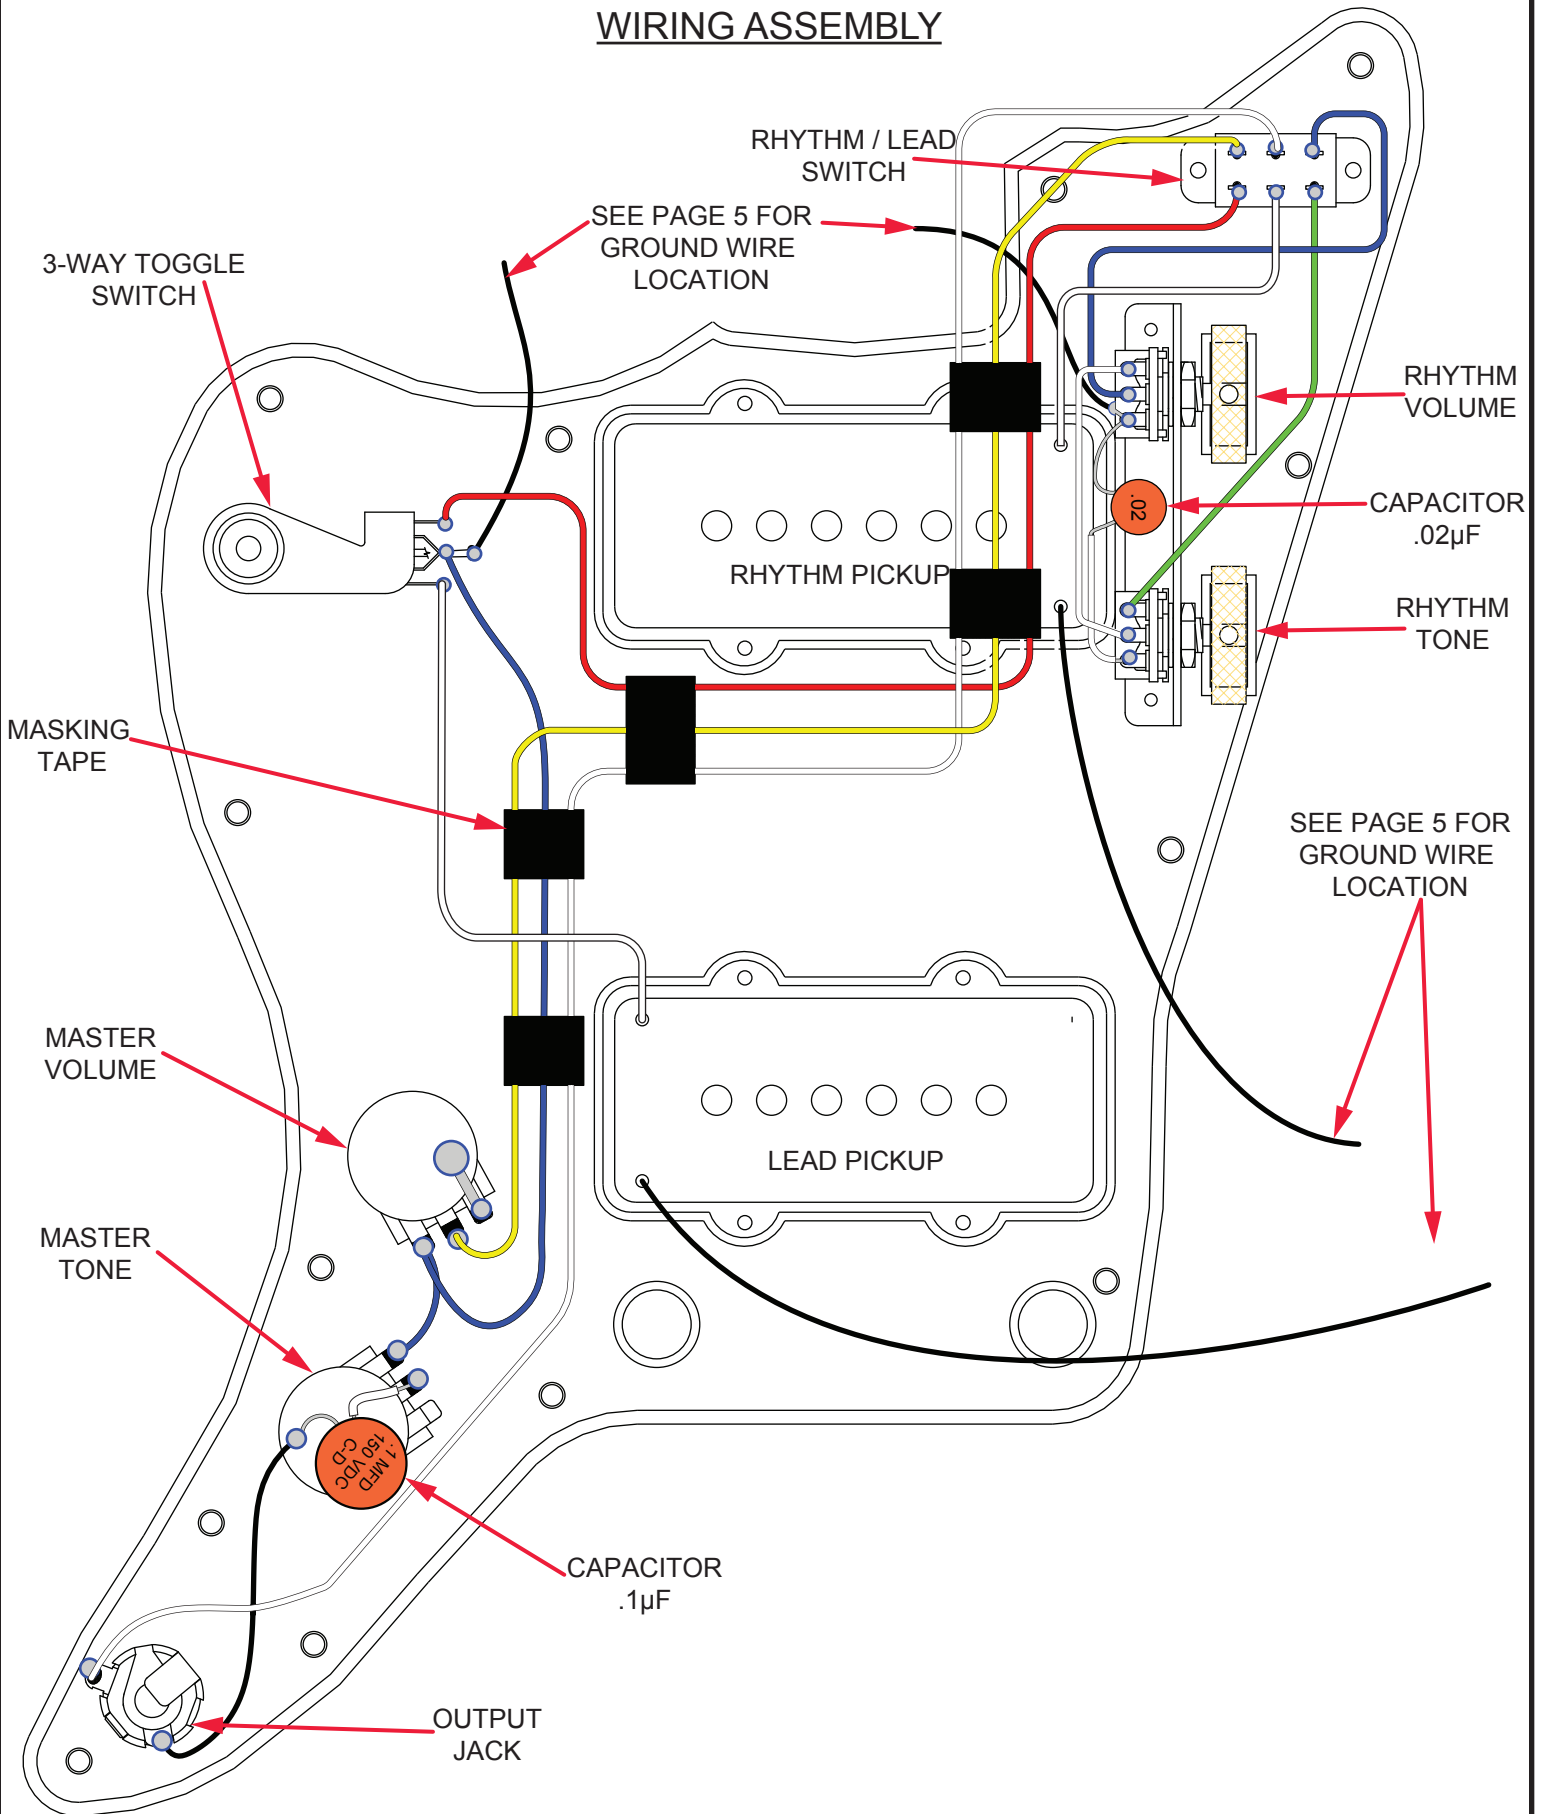 WIRING ASSEMBLY
RHYTHM / LEAD
SWITCH
SEE PAGE 5 FOR
GROUND WIRE
LOCATION
3-WAY TOGGLE
SWITCH
RHYTHM
VOLUME
CAPACITOR
.02µF
.02
RHYTHM PICKUP
RHYTHM
TONE
MASKING
TAPE
SEE PAGE 5 FOR
GROUND WIRE
LOCATION
MASTER
VOLUME
LEAD PICKUP
MASTER
TONE
.1 MFD
150 VDC
C-D
CAPACITOR
.1µF
OUTPUT
JACK